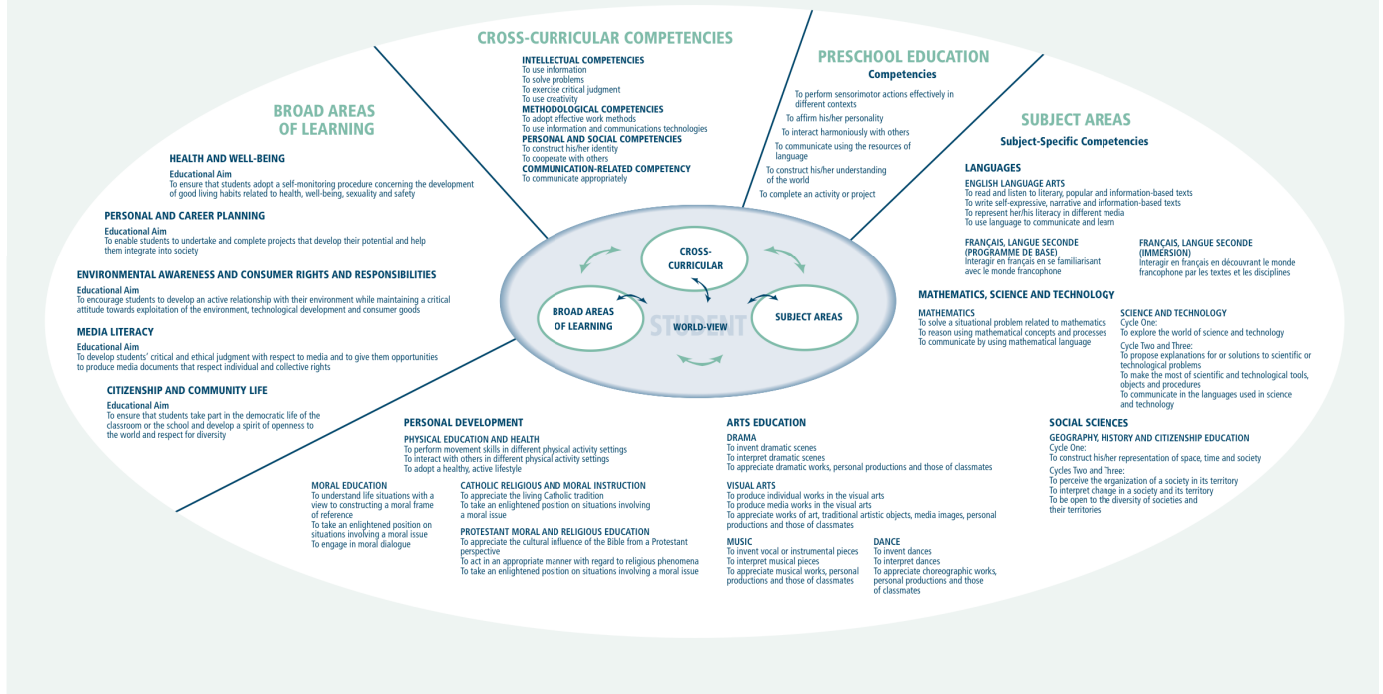 CROSS-CURRICULAR COMPETENCIES
INTELLECTUAL COMPETENCIES
To use information
To solve problems
To exercise critical judgment
To use creativity
METHODOLOGICAL COMPETENCIES
To adopt effective work methods
To use information and communications technologies
PERSONAL AND SOCIAL COMPETENCIES
To construct his/her identity
To cooperate with others
COMMUNICATION-RELATED COMPETENCY
To communicate appropriately
PRESCHOOL EDUCATION
Competencies
To perform sensorimotor actions effectively in
different contexts
To affirm his/her personality
To interact harmoniously with others
To communicate using the resources of
language
To construct his/her understanding
of the world
To complete an activity or project
BROAD AREAS
OF LEARNING
HEALTH AND WELL-BEING
Educational Aim
To ensure that students adopt a self-monitoring procedure concerning the development
of good living habits related to health, well-being, sexuality and safety
PERSONAL AND CAREER PLANNING
Educational Aim
To enable students to undertake and complete projects that develop their potential and help
them integrate into society
ENVIRONMENTAL AWARENESS AND CONSUMER RIGHTS AND RESPONSIBILITIES
Educational Aim
To encourage students to develop an active relationship with their environment while maintaining a critical
attitude towards exploitation of the environment, technological development and consumer goods
MEDIA LITERACY
Educational Aim
To develop students' critical and ethical judgment with respect to media and to give them opportunities
to produce media documents that respect individual and collective rights
CITIZENSHIP AND COMMUNITY LIFE
Educational Aim
To ensure that students take part in the democratic life of the
classroom or the school and develop a spirit of openness to
the world and respect for diversity
CROSS-
CURRICULAR
BROAD AREAS
OF LEARNING
STUDENT
WORLD-VIEW
SUBJECT AREAS
SUBJECT AREAS
Subject-Specific Competencies
LANGUAGES
ENGLISH LANGUAGE ARTS
To read and listen to literary, popular and information-based texts
To write self-expressive, narrative and information-based texts
To represent her/his literacy in different media
To use language to communicate and learn
FRANÇAIS, LANGUE SECONDE
(PROGRAMME DE BASE)
Interagir en français en se familiarisant
avec le monde francophone
FRANÇAIS, LANGUE SECONDE
(IMMERSION)
Interagir en français en découvrant le monde
francophone par les textes et les disciplines
MATHEMATICS, SCIENCE AND TECHNOLOGY
MATHEMATICS
To solve a situational problem related to mathematics
To reason using mathematical concepts and processes
To communicate by using mathematical language
SCIENCE AND TECHNOLOGY
Cycle One:
To explore the world of science and technology
Cycle Two and Three:
To propose explanations for or solutions to scientific or
technological problems
To make the most of scientific and technological tools,
objects and procedures
To communicate in the languages used in science
and technology
SOCIAL SCIENCES
GEOGRAPHY, HISTORY AND CITIZENSHIP EDUCATION
Cycle One:
To construct his/her representation of space, time and society
Cycles Two and Three:
To perceive the organization of a society in its territory
To interpret change in a society and its territory
To be open to the diversity of societies and
their territories
PERSONAL DEVELOPMENT
PHYSICAL EDUCATION AND HEALTH
To perform movement skills in different physical activity settings
To interact with others in different physical activity settings
To adopt a healthy, active lifestyle
MORAL EDUCATION
To understand life situations with a
view to constructing a moral frame
of reference
To take an enlightened position on
situations involving a moral issue
To engage in moral dialogue
CATHOLIC RELIGIOUS AND MORAL INSTRUCTION
To appreciate the living Catholic tradition
To take an enlightened position on situations involving
a moral issue
PROTESTANT MORAL AND RELIGIOUS EDUCATION
To appreciate the cultural influence of the Bible from a Protestant
perspective
To act in an appropriate manner with regard to religious phenomena
To take an enlightened position on situations involving a moral issue
ARTS EDUCATION
DRAMA
To invent dramatic scenes
To interpret dramatic scenes
To appreciate dramatic works, personal productions and those of classmates
VISUAL ARTS
To produce individual works in the visual arts
To produce media works in the visual arts
To appreciate works of art, traditional artistic objects, media images, personal
productions and those of classmates
MUSIC
To invent vocal or instrumental pieces
To interpret musical pieces
To appreciate musical works, personal
productions and those of classmates
DANCE
To invent dances
To interpret dances
To appreciate choreographic works,
personal productions and those
of classmates